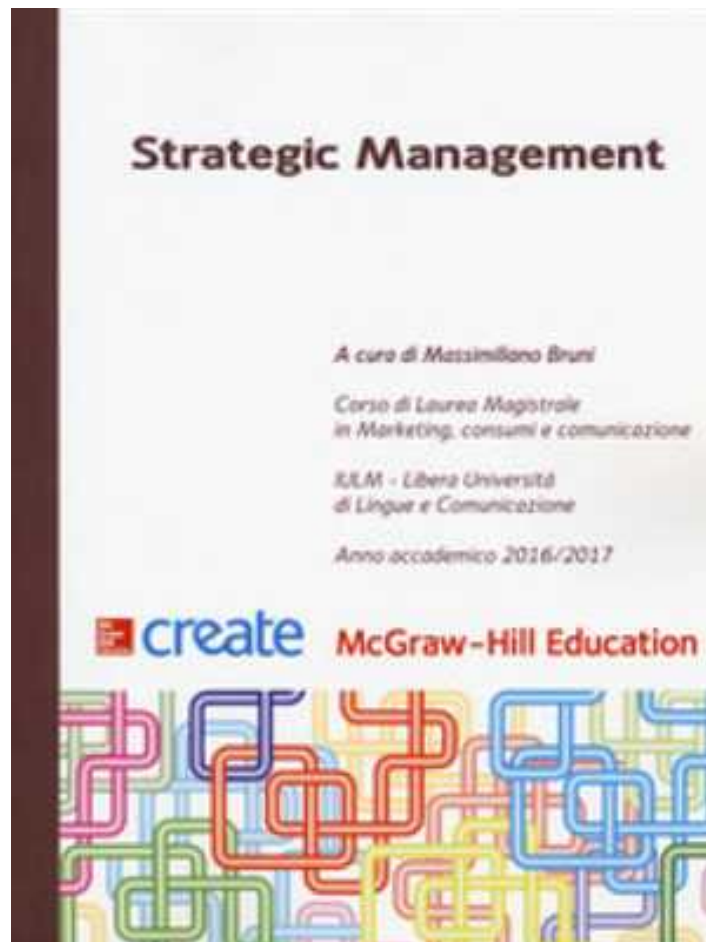 Strategic Management
A cura di Massimiliano Bruni
Corso di Laurea Magistrale
in Marketing, consumi e comunicazione
IULM - Libera Università
di Lingue e Comunicazione
Anno accademico 2016/2017
create McGraw-Hill Education